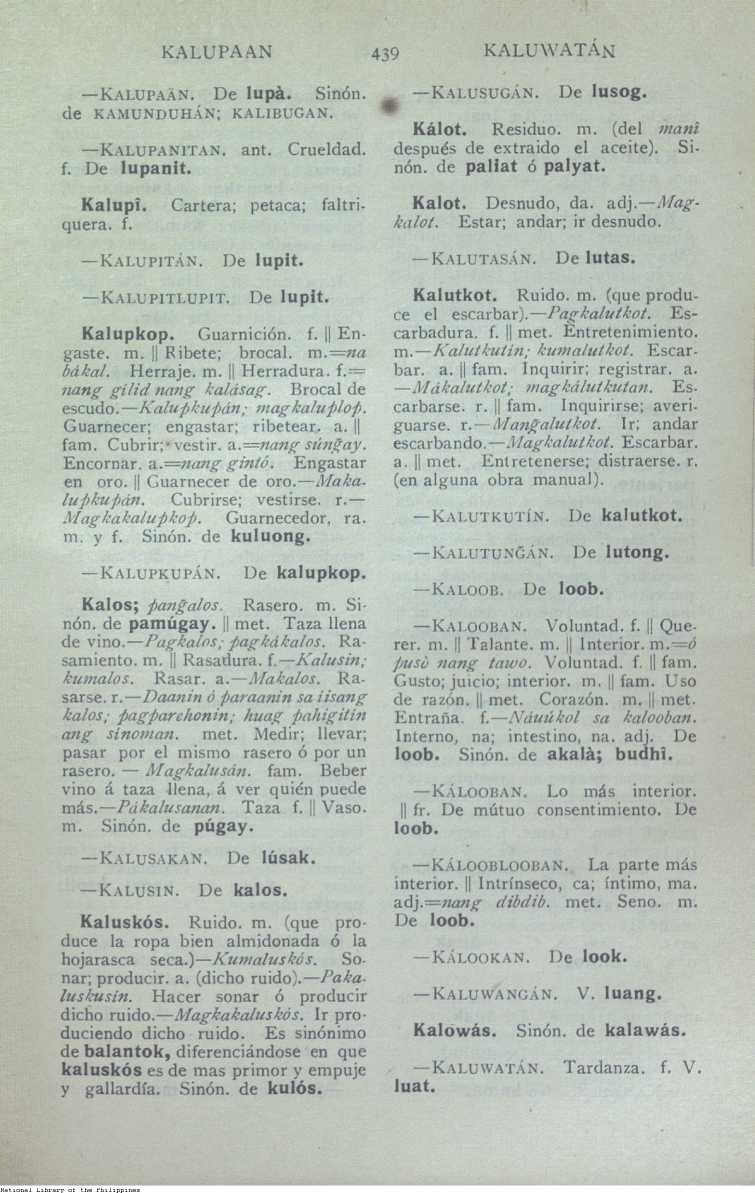 KALUPAAN 439 KALUWATÁN
—KALUPAÄN. De lupà. Sinón.
de KAMUNDUHÁN; KALIBUGAN.
—KALUPANITAN. ant. Crueldad.
f. De lupanit.
Kalupî. Cartera; petaca; faltri-
quera. f.
—KALUPITÁN. De lupit.
—KALUPITLUPIT. De lupit.
Kalupkop. Guarnición. f. || En-
gaste. m. || Ribete; brocal. m.=na
bákal. Herraje. m. || Herradura. f.=
nang gilid nang kalásag. Brocal de
escudo.—Kalupkupán; magkaluplop.
Guarnecer; engastar; ribetear. a. ||
fam. Cubrir; vestir. a.=nang súng̃ay.
Encornar. a.=nang gintô. Engastar
en oro. || Guarnecer de oro.—Maka-
lupkupán. Cubrirse; vestirse. r.—
Magkakalupkop. Guarnecedor, ra.
m. y f. Sinón. de kuluong.
—KALUPKUPÁN. De kalupkop.
Kalos; pang̃alos. Rasero. m. Si-
nón. de pamúgay. || met. Taza llena
de vino.—Pagkalos; pagkákalos. Ra-
samiento. m. || Rasadura. f.—Kalusin;
kumalos. Rasar. a.—Makalos. Ra-
sarse. r.—Daanin ó paraanin sa iisang
kalos; pagparehonin; huag pahigitin
ang sinoman. met. Medir; llevar;
pasar por el mismo rasero ó por un
rasero. — Magkalusán. fam. Beber
vino á taza llena, á ver quién puede
más.—Pákalusanan. Taza f. || Vaso.
m. Sinón. de púgay.
—KALUSAKAN. De lúsak.
—KALUSIN. De kalos.
Kaluskós. Ruido. m. (que pro-
duce la ropa bien almidonada ó la
hojarasca seca.)—Kumaluskós. So-
nar; producir. a. (dicho ruido).—Paka-
luskusin. Hacer sonar ó producir
dicho ruido.—Magkakaluskós. Ir pro-
duciendo dicho ruido. Es sinónimo
de balantok, diferenciándose en que
kaluskós es de mas primor y empuje
y gallardía. Sinón. de kulós.
—KALUSUGÁN. De lusog.
Kálot. Residuo. m. (del manî
después de extraido el aceite). Si-
nón. de paliat ó palyat.
Kalot. Desnudo, da. adj.—Mag-
kalot. Estar; andar; ir desnudo.
—KALUTASÁN. De lutas.
Kalutkot. Ruido. m. (que produ-
ce el escarbar).—Pagkalutkot. Es-
carbadura. f. || met. Entretenimiento.
m.—Kalutkutin; kumalutkot. Escar-
bar. a. || fam. Inquirir; registrar. a.
—Mákalutkot; magkálutkutan. Es-
carbarse. r. || fam. Inquirirse; averi-
guarse. r.—Mang̃alutkot. Ir; andar
escarbando.—Magkalutkot. Escarbar.
a. || met. Entretenerse; distraerse. r.
(en alguna obra manual).
—KALUTKUTÍN. De kalutkot.
—KALUTUNG̃ÁN. De lutong.
—KALOOB. De loob.
—KALOOBAN. Voluntad. f. || Que-
rer. m. || Talante. m. || Interior. m.=ó
pusò nang tawo. Voluntad. f. || fam.
Gusto; juicio; interior. m. || fam. Uso
de razón. || met. Corazón. m. || met.
Entraña. f.—Náuúkol sa kalooban.
Interno, na; intestino, na. adj. De
loob. Sinón. de akalà; budhî.
—KÁLOOBAN. Lo más interior.
|| fr. De mútuo consentimiento. De
loob.
—KÁLOOBLOOBAN. La parte más
interior. || Intrínseco, ca; íntimo, ma.
adj.=nang dibdib. met. Seno. m.
De loob.
—KÁLOOKAN. De look.
—KALUWANGÁN. V. luang.
Kalowás. Sinón. de kalawás.
—KALUWATÁN. Tardanza. f. V.
luat.
National Library of the Philippines